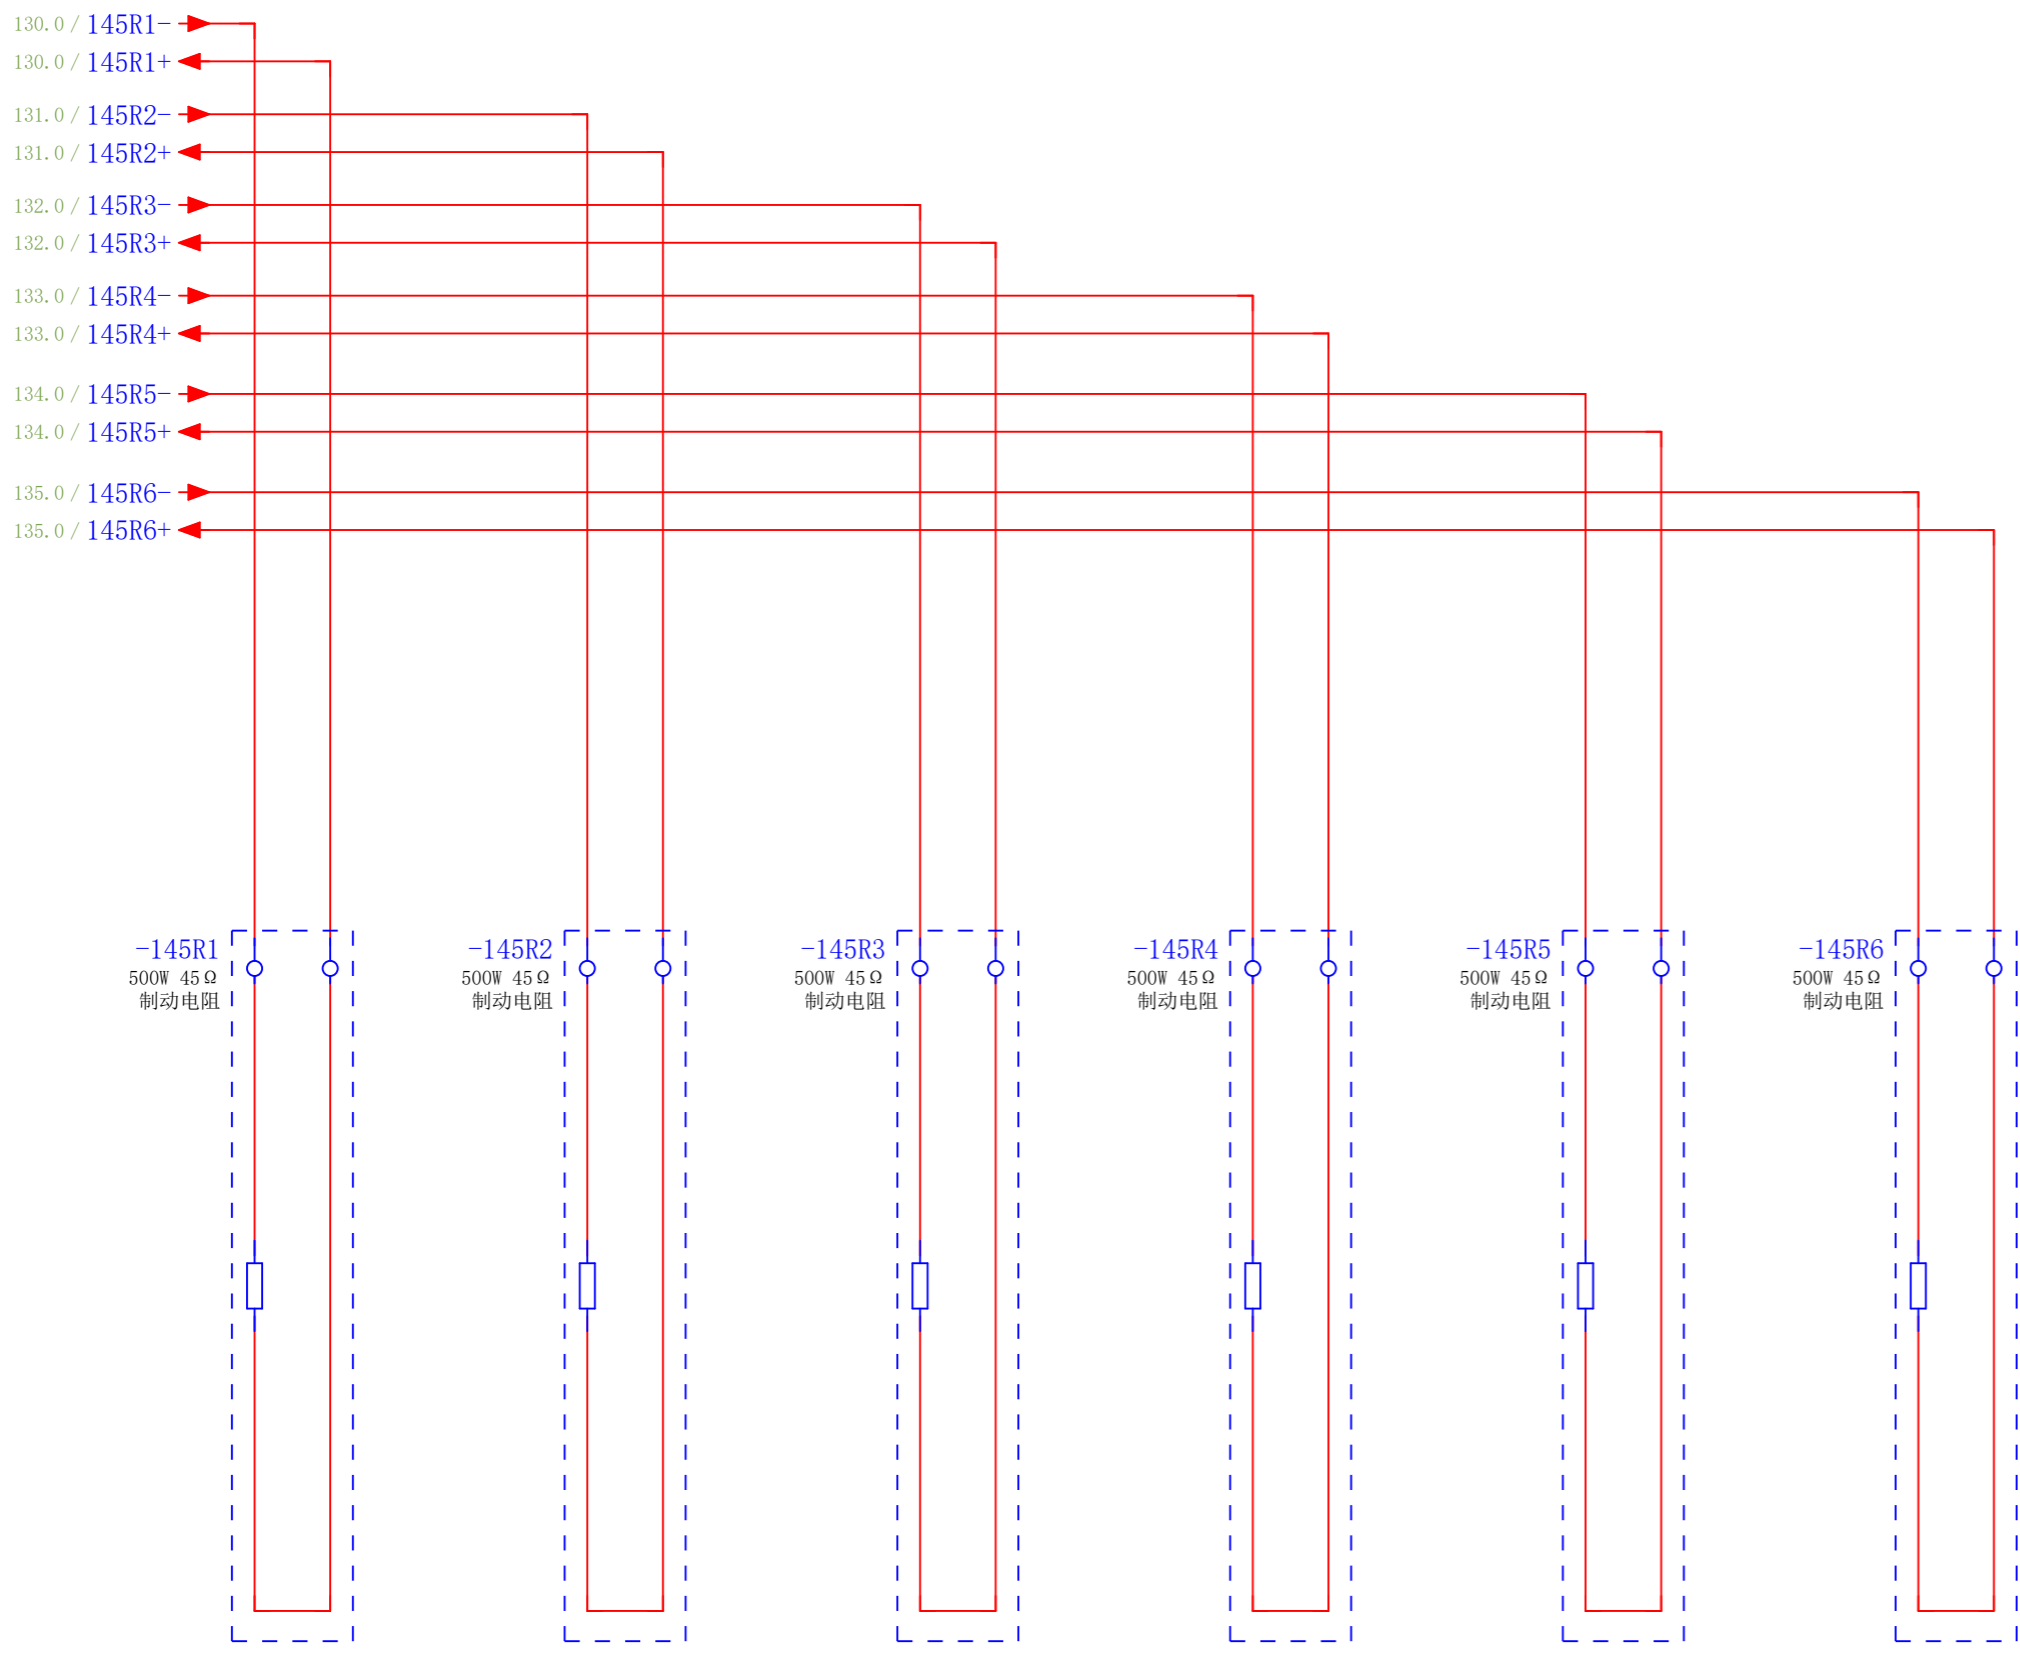 130.0 / 145R1-
130.0 / 145R1+
131.0 / 145R2-
131.0 / 145R2+
132.0 / 145R3-
132.0 / 145R3+
133.0 / 145R4-
133.0 / 145R4+
134.0 / 145R5-
134.0 / 145R5+
135.0 / 145R6-
135.0 / 145R6+
-145R1
500W 45Ω
制动电阻
-145R2
500W 45Ω
制动电阻
-145R3
500W 45Ω
制动电阻
-145R4
500W 45Ω
制动电阻
-145R5
500W 45Ω
制动电阻
-145R6
500W 45Ω
制动电阻